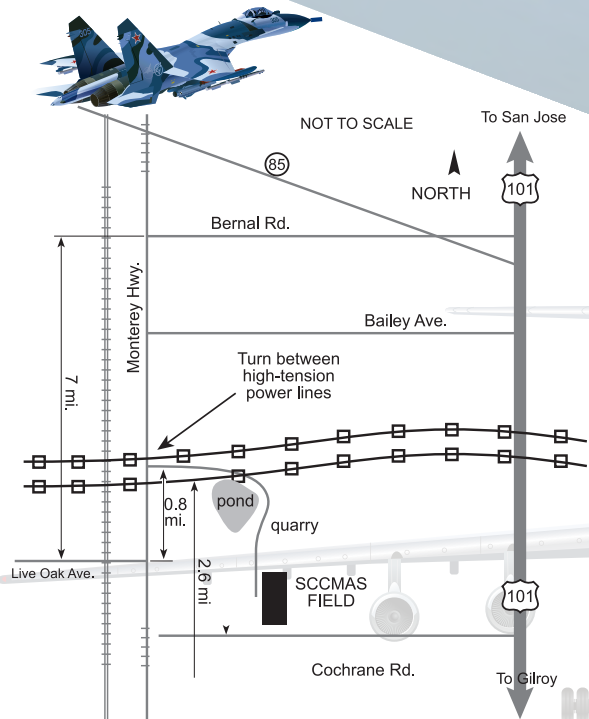 NOT TO SCALE
To San Jose
85
NORTH
101
Bernal Rd.
Monterey Hwy.
Bailey Ave.
7 mi.
Turn between
high-tension
power lines
0.8
mi.
pond
quarry
2.6 mi
Live Oak Ave.
SCCMAS
FIELD
101
Cochrane Rd.
To Gilroy